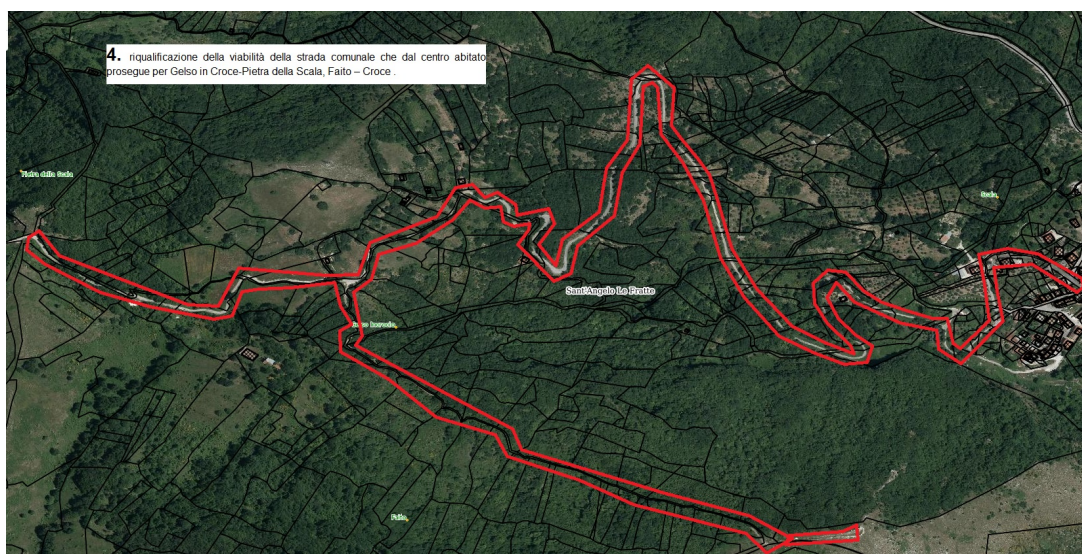 4. riqualificazione della viabilità della strada comunale che dal centro abitato
prosegue per Gelso in Croce-Pietra della Scala, Faito – Croce .
Pietra della Scala
Scala
Sant'Angelo Le Fratte
Faito